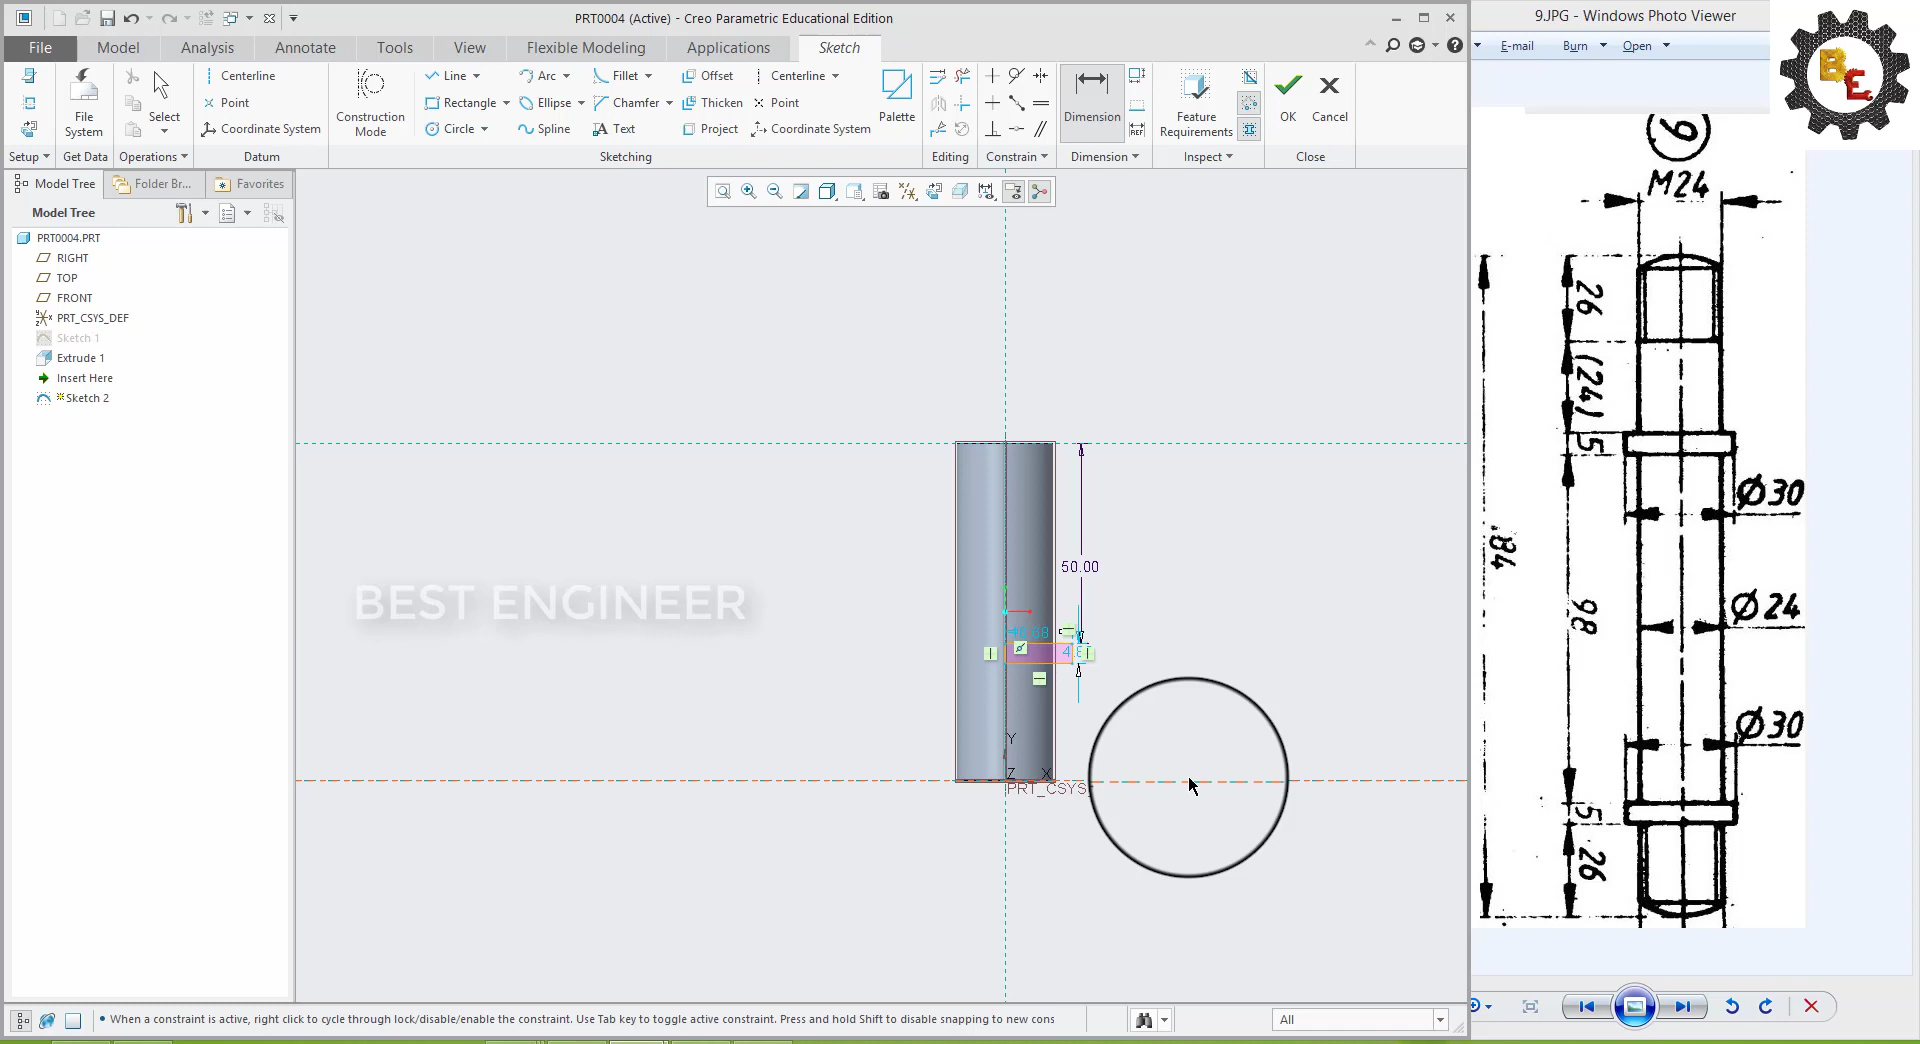 PRT0004 (Active) - Creo Parametric Educational Edition
9.JPG - Windows Photo Viewer
File Model Analysis Annotate Tools View Flexible Modeling Applications Sketch
E-mail Burn Open
BE
Centerline Line Arc Fillet Offset Centerline
File System Select Point Construction Mode Rectangle Ellipse Chamfer Thicken Point Palette Dimension Feature Requirements OK Cancel
Coordinate System Circle Spline Text Project Coordinate System
Setup Get Data Operations Datum Sketching Editing Constrain Dimension Inspect Close
Model Tree Folder Br... Favorites
Model Tree
PRT0004.PRT
RIGHT
TOP
FRONT
PRT_CSYS_DEF
Sketch 1
Extrude 1
Insert Here
Sketch 2
BEST ENGINEER
50.00
Y
Z X
PRT_CSYS
9
M24
26
(24)
5
Ø30
98
Ø24
Ø30
5
26
When a constraint is active, right click to cycle through lock/disable/enable the constraint. Use Tab key to toggle active constraint. Press and hold Shift to disable snapping to new cons
All